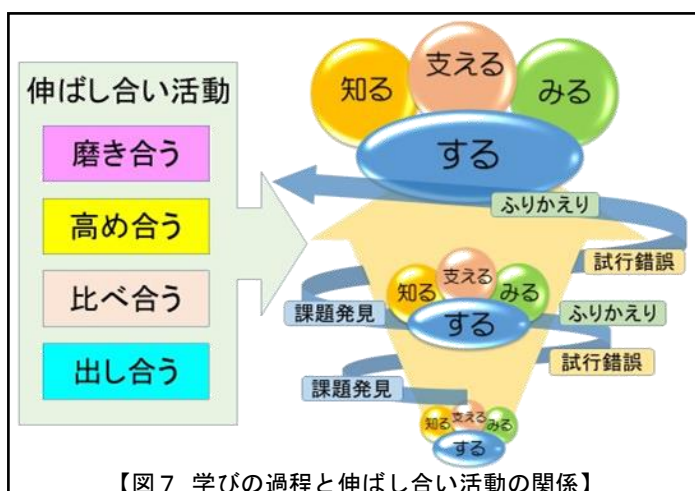 伸ばし合い活動
磨き合う
高め合う
比べ合う
出し合う
知る
支える
みる
する
ふりかえり
試行錯誤
知る
支える
みる
する
課題発見
ふりかえり
試行錯誤
課題発見
知る
支える
みる
する
【図７ 学びの過程と伸ばし合い活動の関係】